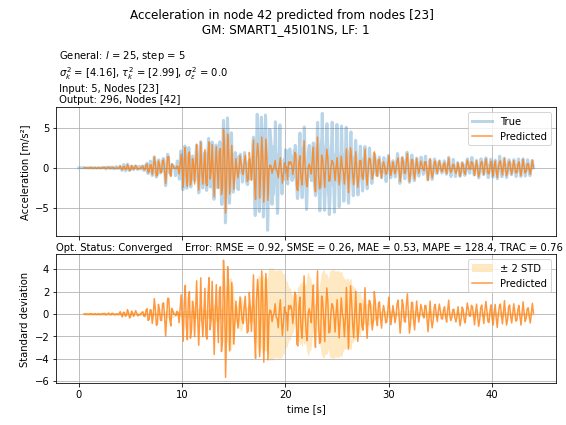 Acceleration in node 42 predicted from nodes [23]
GM: SMART1_45I01NS, LF: 1
General: l = 25, step = 5
σ²ₖ = [4.16], τ²ₖ = [2.99], σ²ε = 0.0
Input: 5, Nodes [23]
Output: 296, Nodes [42]
True
Predicted
Acceleration [m/s²]
5
0
−5
Opt. Status: Converged Error: RMSE = 0.92, SMSE = 0.26, MAE = 0.53, MAPE = 128.4, TRAC = 0.76
± 2 STD
Predicted
Standard deviation
4
2
0
−2
−4
−6
0 10 20 30 40
time [s]